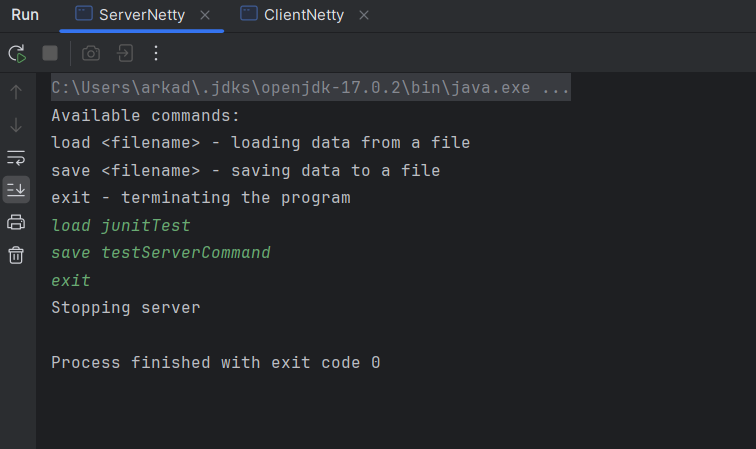 Run ServerNetty ClientNetty
C:\Users\arkad\.jdks\openjdk-17.0.2\bin\java.exe ...
Available commands:
load <filename> - loading data from a file
save <filename> - saving data to a file
exit - terminating the program
load junitTest
save testServerCommand
exit
Stopping server
Process finished with exit code 0